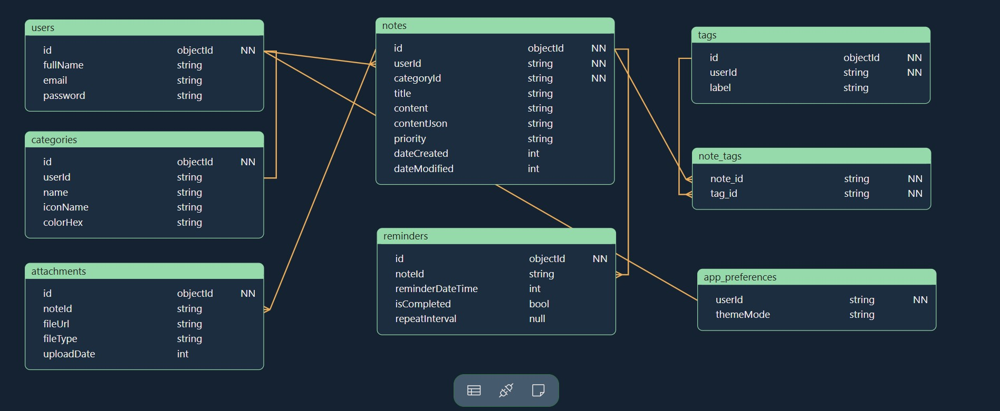 users
id objectId NN
fullName string
email string
password string
categories
id objectId NN
userId string
name string
iconName string
colorHex string
attachments
id objectId NN
noteId string
fileUrl string
fileType string
uploadDate int
notes
id objectId NN
userId string NN
categoryId string NN
title string
content string
contentJson string
priority string
dateCreated int
dateModified int
reminders
id objectId NN
noteId string
reminderDateTime int
isCompleted bool
repeatInterval null
tags
id objectId NN
userId string NN
label string
note_tags
note_id string NN
tag_id string NN
app_preferences
userId string NN
themeMode string